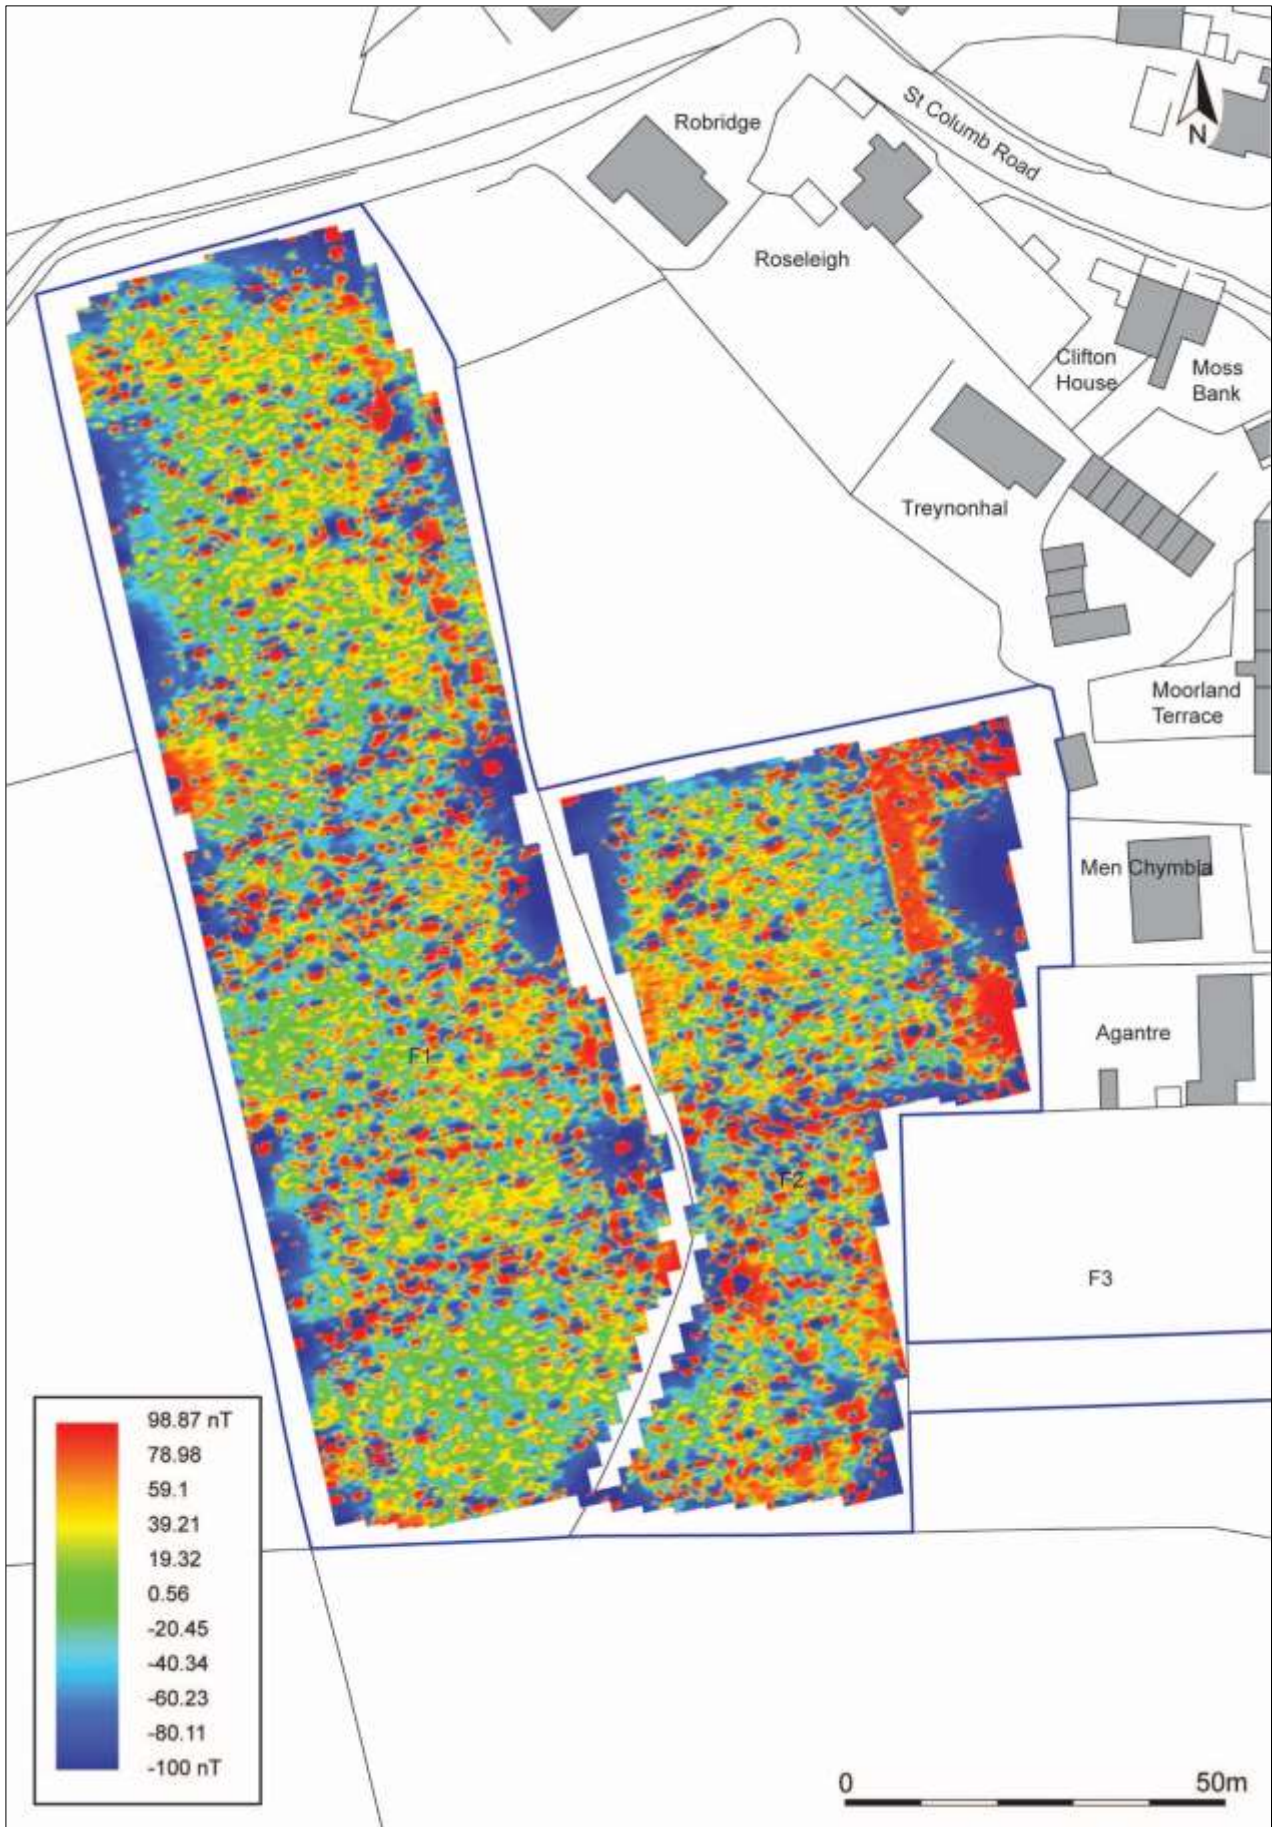 Robridge
St Columb Road
N
Roseleigh
Clifton
House
Moss
Bank
Treynonhal
Moorland
Terrace
Men Chymbla
F1
Agantre
F2
F3
98.87 nT
78.98
59.1
39.21
19.32
0.56
-20.45
-40.34
-60.23
-80.11
-100 nT
0
50m